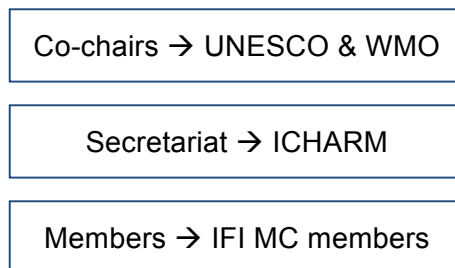 Co-chairs → UNESCO & WMO
Secretariat → ICHARM
Members → IFI MC members